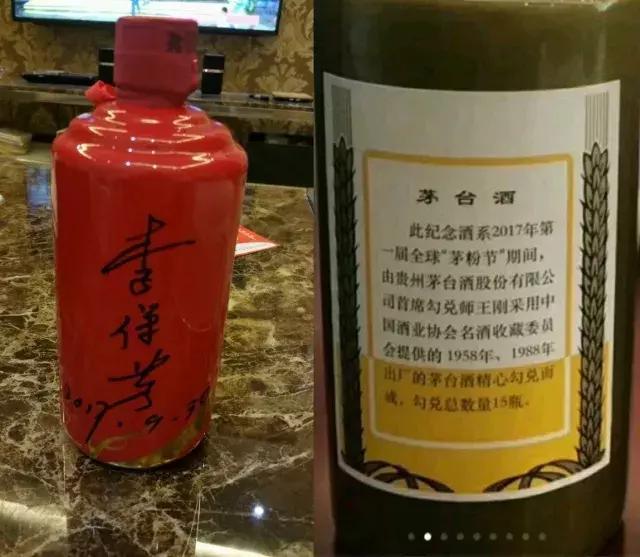 李保芳
2017.9.30
茅台酒
此纪念酒系2017年第
一届全球“茅粉节”期间，
由贵州茅台酒股份有限公
司首席勾兑师王刚采用中
国酒业协会名酒收藏委员
会提供的 1958年、1988年
出厂的茅台酒精心勾兑而
成，勾兑总数量15瓶。